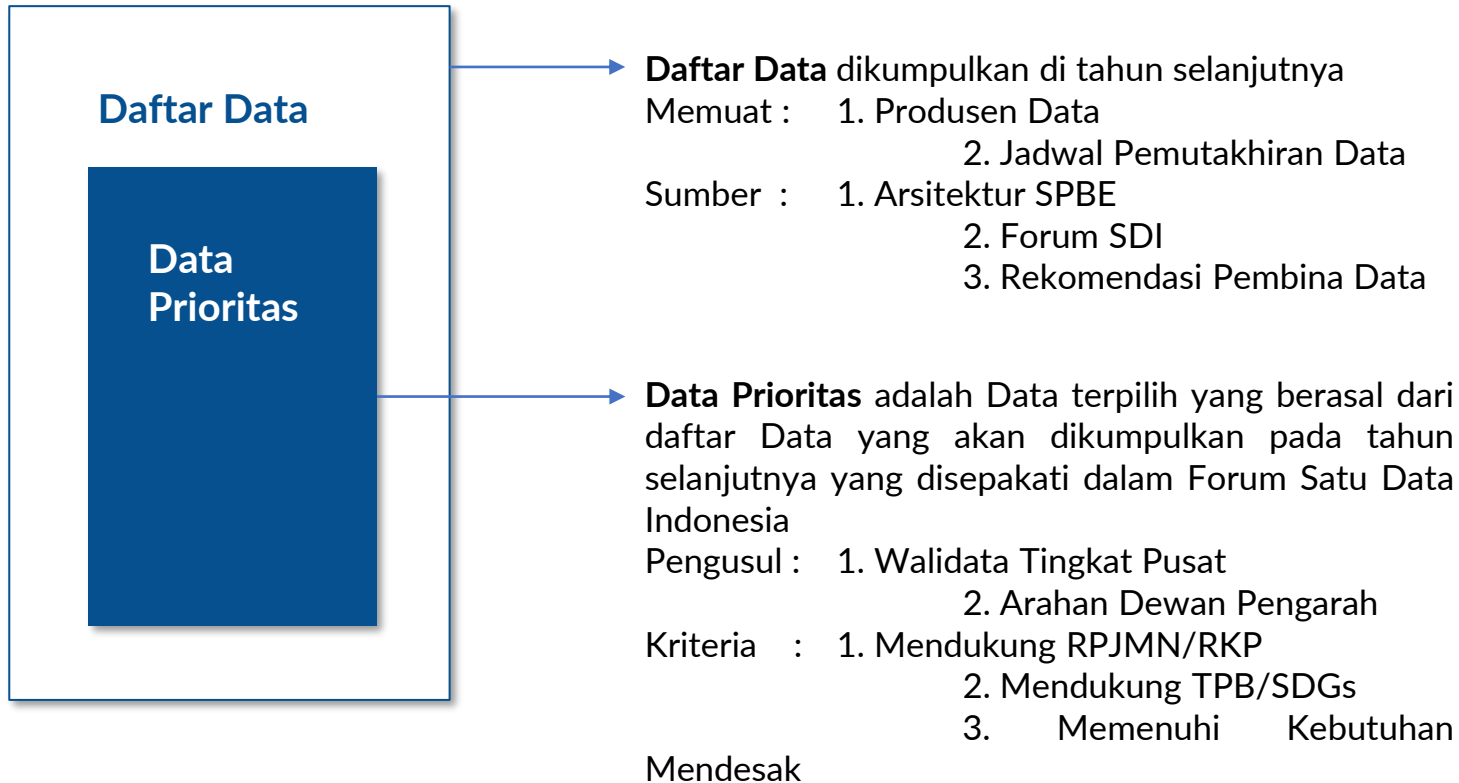 Daftar Data
Data
Prioritas
Daftar Data dikumpulkan di tahun selanjutnya
Memuat : 1. Produsen Data
2. Jadwal Pemutakhiran Data
Sumber : 1. Arsitektur SPBE
2. Forum SDI
3. Rekomendasi Pembina Data
Data Prioritas adalah Data terpilih yang berasal dari
daftar Data yang akan dikumpulkan pada tahun
selanjutnya yang disepakati dalam Forum Satu Data
Indonesia
Pengusul : 1. Walidata Tingkat Pusat
2. Arahan Dewan Pengarah
Kriteria : 1. Mendukung RPJMN/RKP
2. Mendukung TPB/SDGs
3. Memenuhi Kebutuhan
Mendesak